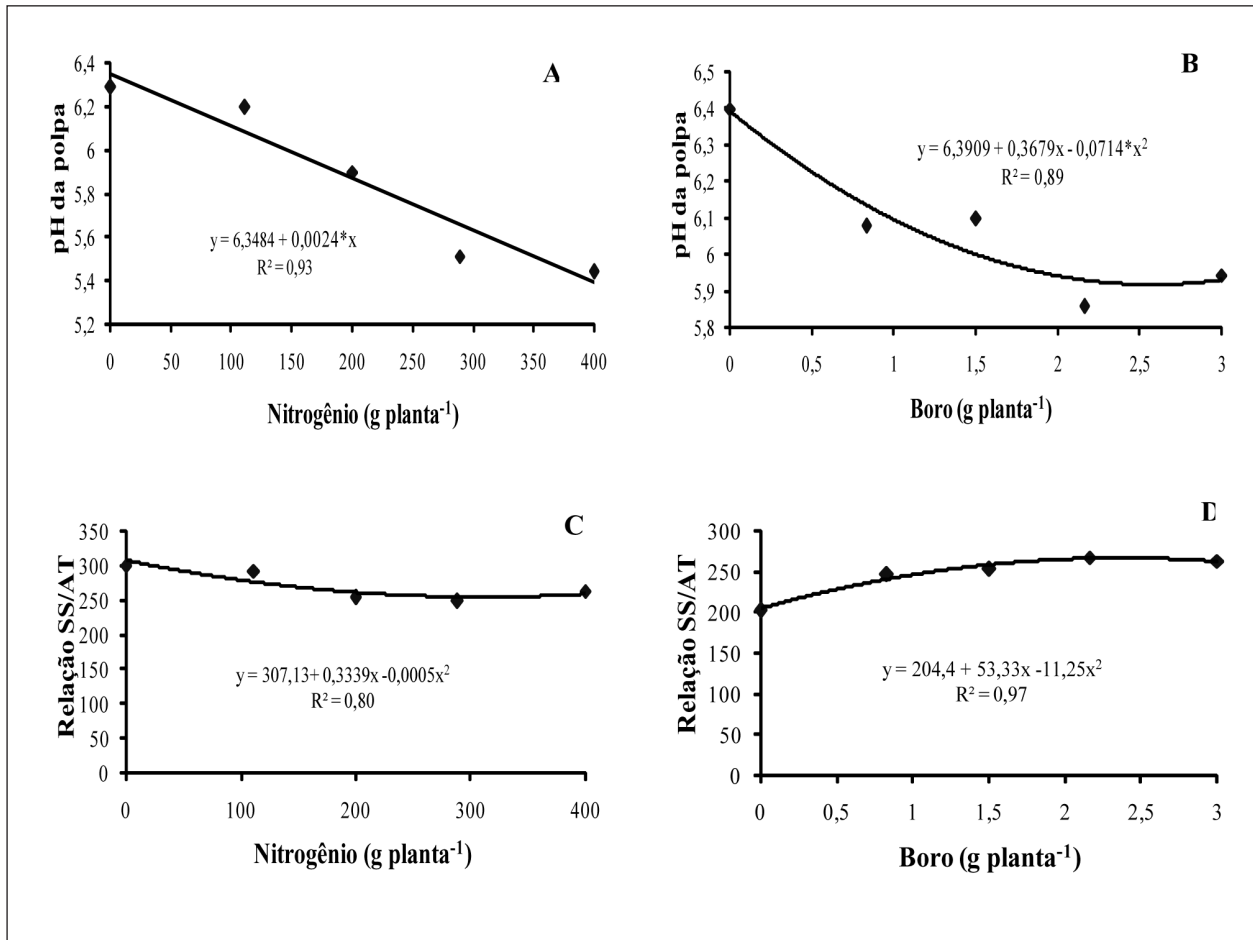 A
pH da polpa
6,4
6,2
6
5,8
5,6
5,4
5,2
y = 6,3484 + 0,0024*x
R² = 0,93
0 50 100 150 200 250 300 350 400
Nitrogênio (g planta⁻¹)
B
pH da polpa
6,5
6,4
6,3
6,2
6,1
6
5,9
5,8
y = 6,3909 + 0,3679x - 0,0714*x²
R² = 0,89
0 0,5 1 1,5 2 2,5 3
Boro (g planta⁻¹)
C
Relação SS/AT
350
300
250
200
150
100
50
0
y = 307,13+ 0,3339x -0,0005x²
R² = 0,80
0 100 200 300 400
Nitrogênio (g planta⁻¹)
D
Relação SS/AT
300
250
200
150
100
50
0
y = 204,4 + 53,33x -11,25x²
R² = 0,97
0 0,5 1 1,5 2 2,5 3
Boro (g planta⁻¹)